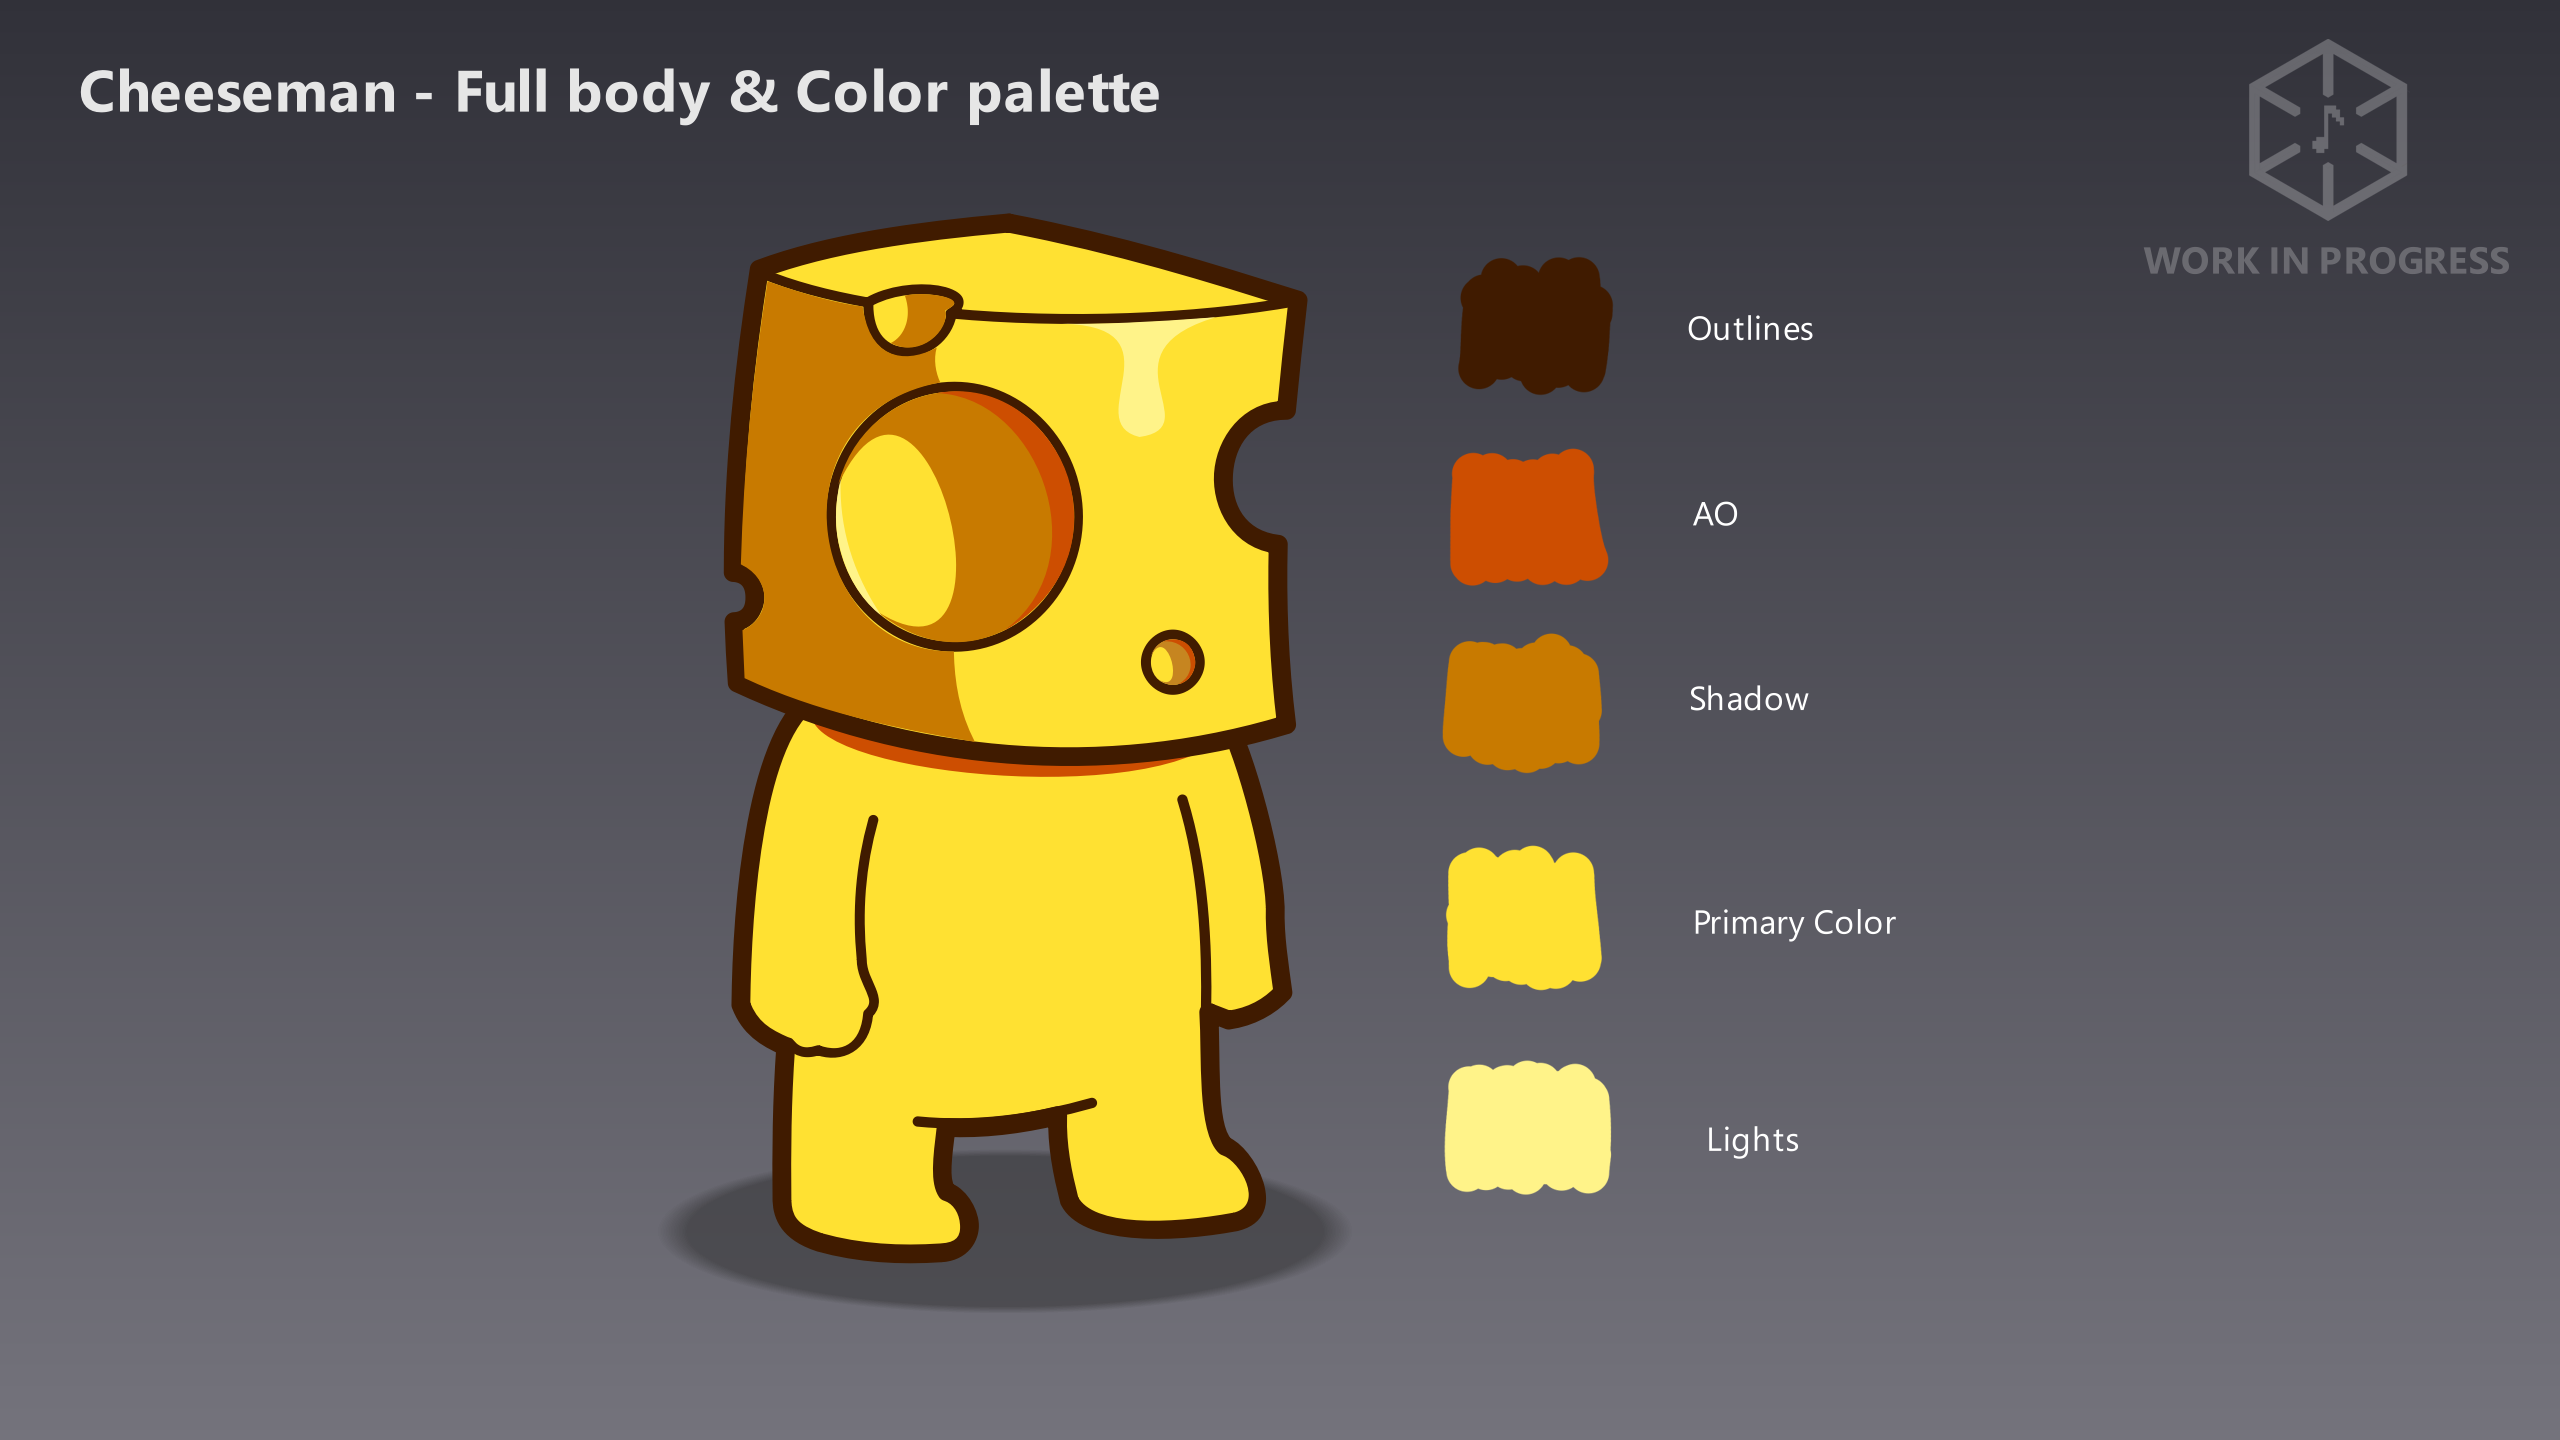 Cheeseman - Full body & Color palette
WORK IN PROGRESS
Outlines
AO
Shadow
Primary Color
Lights